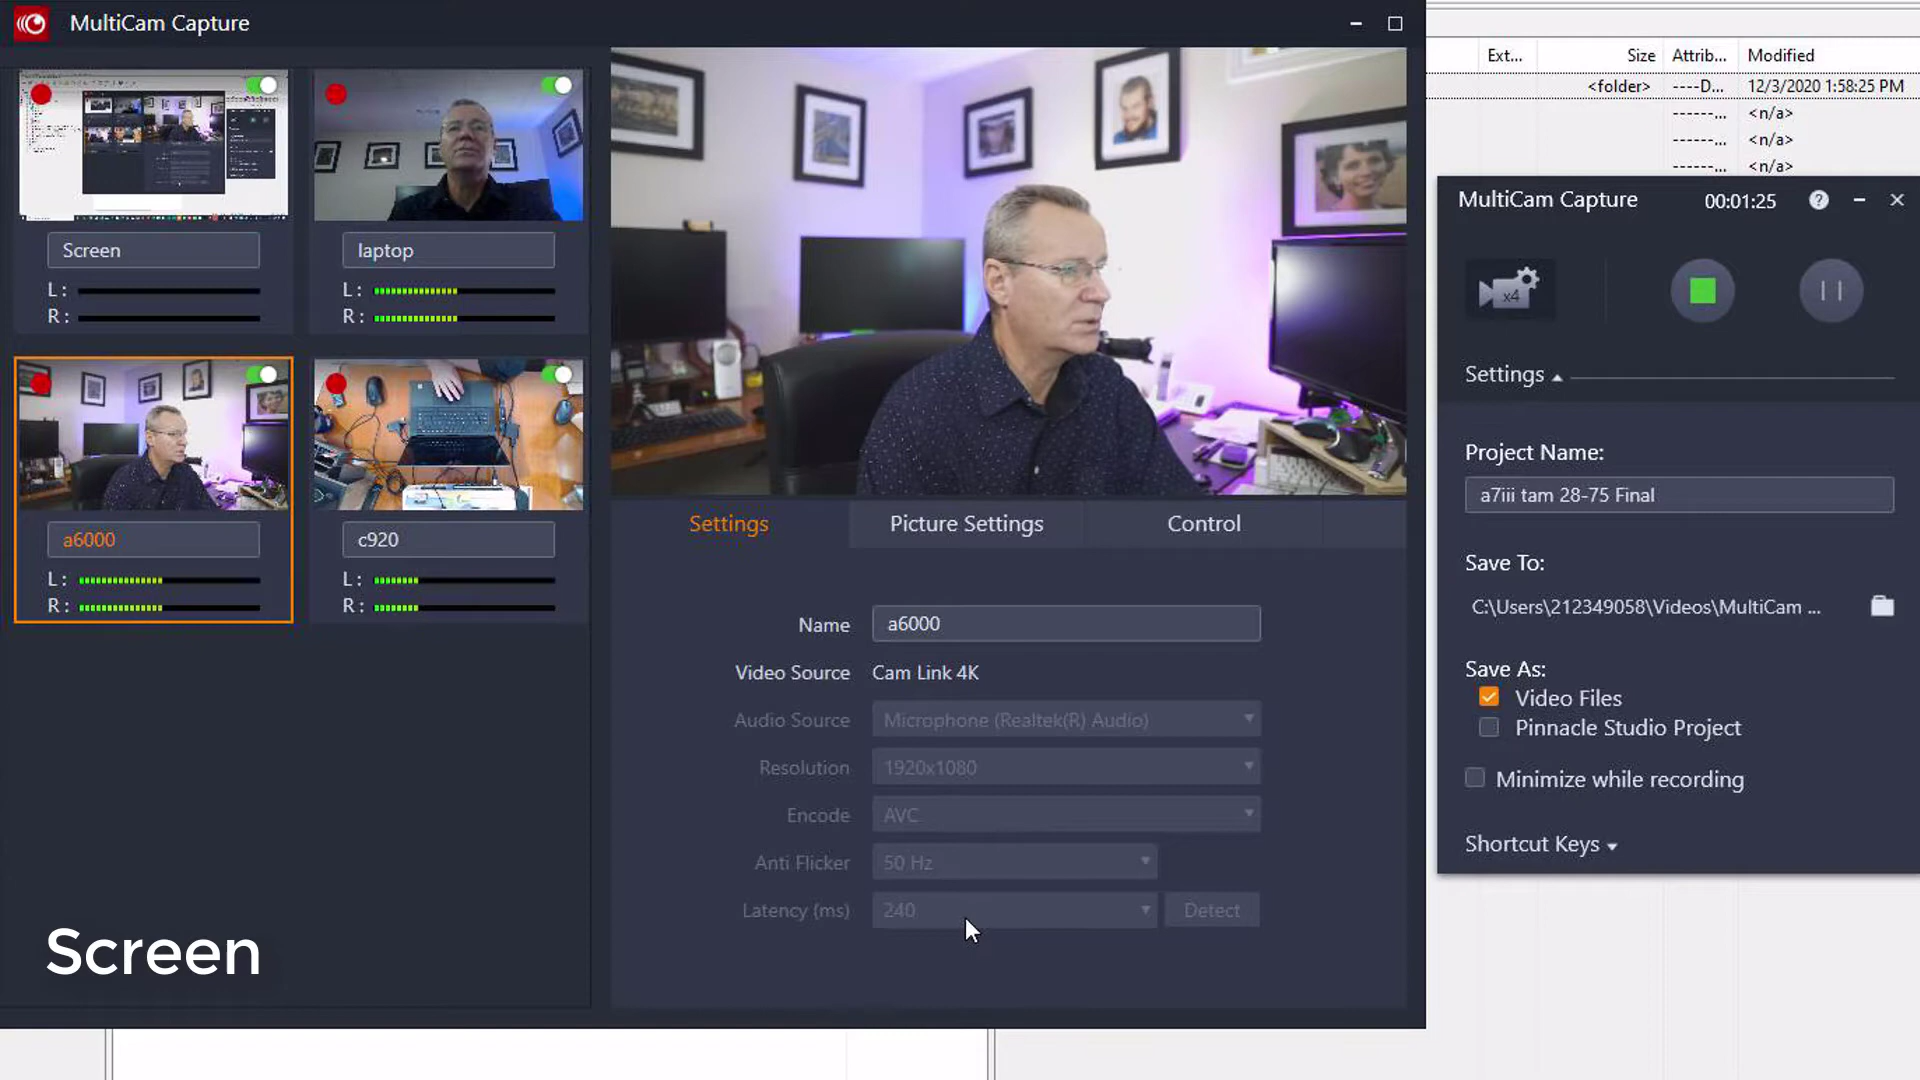 MultiCam Capture
Ext...
Size
Attrib...
Modified
<folder>
----D...
12/3/2020 1:58:25 PM
------...
<n/a>
------...
<n/a>
------...
<n/a>
Screen
L:
R:
laptop
L:
R:
a6000
L:
R:
c920
L:
R:
Settings
Picture Settings
Control
Name
a6000
Video Source
Cam Link 4K
Audio Source
Microphone (Realtek(R) Audio)
Resolution
1920x1080
Encode
AVC
Anti Flicker
50 Hz
Latency (ms)
240
Detect
MultiCam Capture
00:01:25
?
x4
Settings
Project Name:
a7iii tam 28-75 Final
Save To:
C:\Users\212349058\Videos\MultiCam ...
Save As:
Video Files
Pinnacle Studio Project
Minimize while recording
Shortcut Keys
Screen